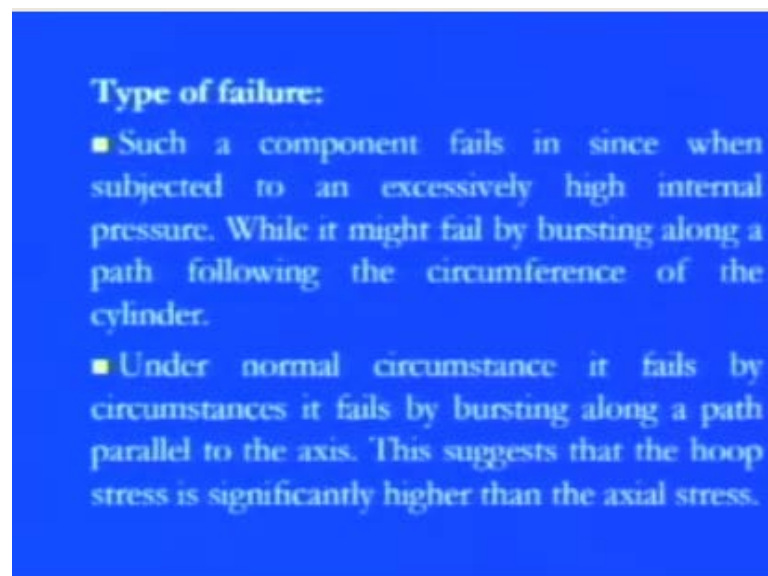 Type of failure:
Such a component fails in since when
subjected to an excessively high internal
pressure. While it might fail by bursting along a
path following the circumference of the
cylinder.
Under normal circumstance it fails by
circumstances it fails by bursting along a path
parallel to the axis. This suggests that the hoop
stress is significantly higher than the axial stress.